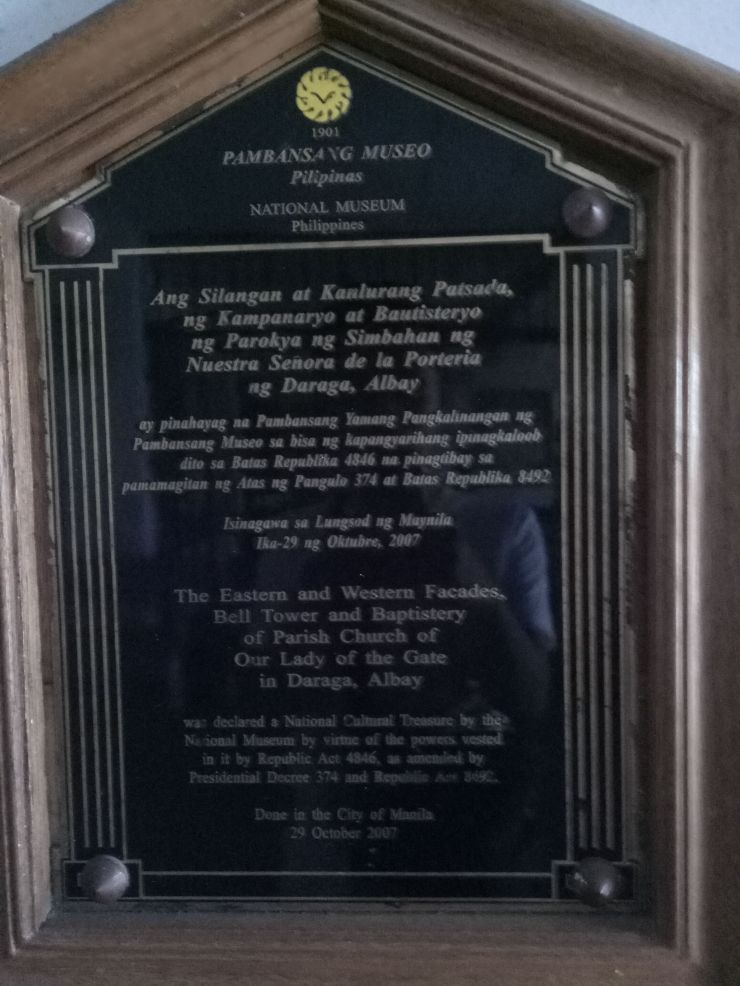 1901
PAMBANSANG MUSEO
Pilipinas
NATIONAL MUSEUM
Philippines
Ang Silangan at Kanlurang Patsada,
ng Kampanaryo at Bautisteryo
ng Parokya ng Simbahan ng
Nuestra Señora de la Porteria
ng Daraga, Albay
ay pinahayag na Pambansang Yamang Pangkalinangan ng
Pambansang Museo sa bisa ng kapangyarihang ipinagkaloob
dito sa Batas Republika 4846 na pinagtibay sa
pamamagitan ng Atas ng Pangulo 374 at Batas Republika 8492
Isinagawa sa Lungsod ng Maynila
Ika-29 ng Oktubre, 2007
The Eastern and Western Facades,
Bell Tower and Baptistery
of Parish Church of
Our Lady of the Gate
in Daraga, Albay
was declared a National Cultural Treasure by the
National Museum by virtue of the powers vested
in it by Republic Act 4846, as amended by
Presidential Decree 374 and Republic Act 8692.
Done in the City of Manila
29 October 2007